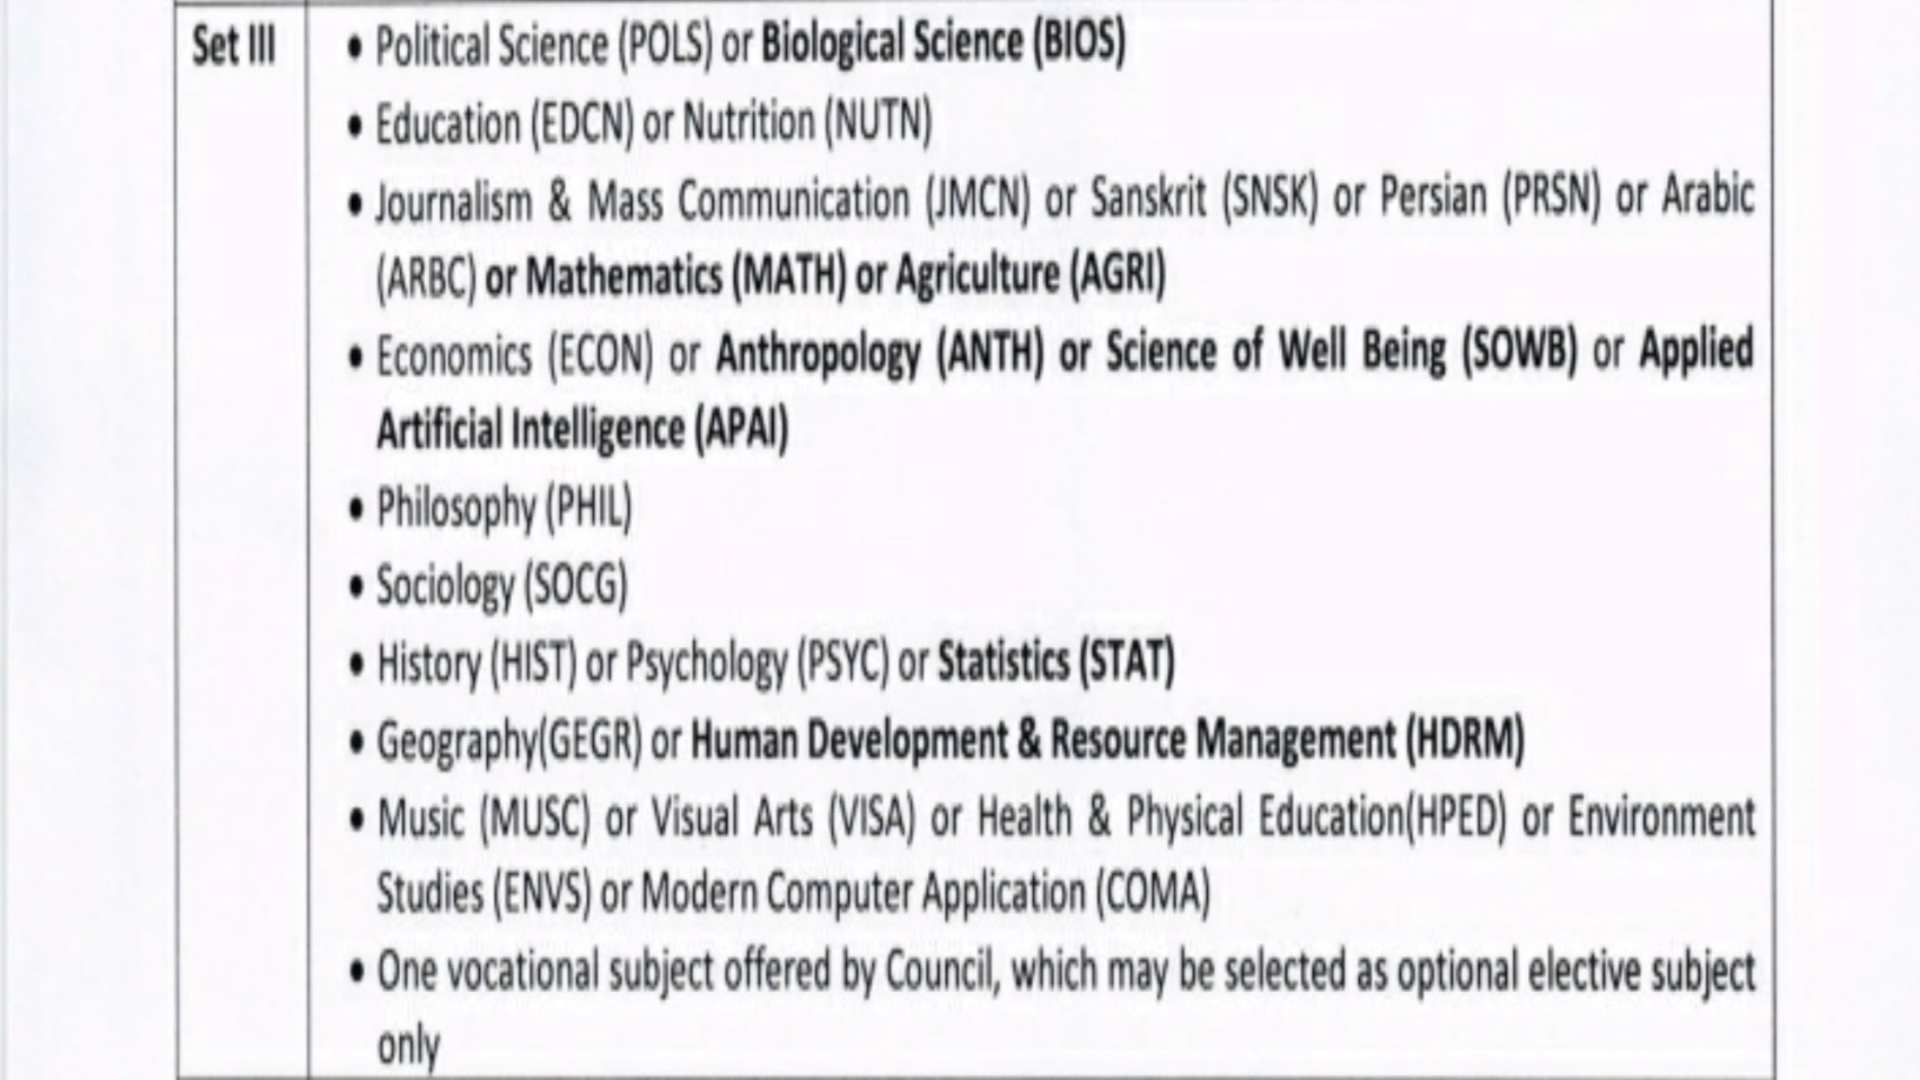 Set III
• Political Science (POLS) or Biological Science (BIOS)
• Education (EDCN) or Nutrition (NUTN)
• Journalism & Mass Communication (JMCN) or Sanskrit (SNSK) or Persian (PRSN) or Arabic
(ARBC) or Mathematics (MATH) or Agriculture (AGRI)
• Economics (ECON) or Anthropology (ANTH) or Science of Well Being (SOWB) or Applied
Artificial Intelligence (APAI)
• Philosophy (PHIL)
• Sociology (SOCG)
• History (HIST) or Psychology (PSYC) or Statistics (STAT)
• Geography(GEGR) or Human Development & Resource Management (HDRM)
• Music (MUSC) or Visual Arts (VISA) or Health & Physical Education(HPED) or Environment
Studies (ENVS) or Modern Computer Application (COMA)
• One vocational subject offered by Council, which may be selected as optional elective subject
only